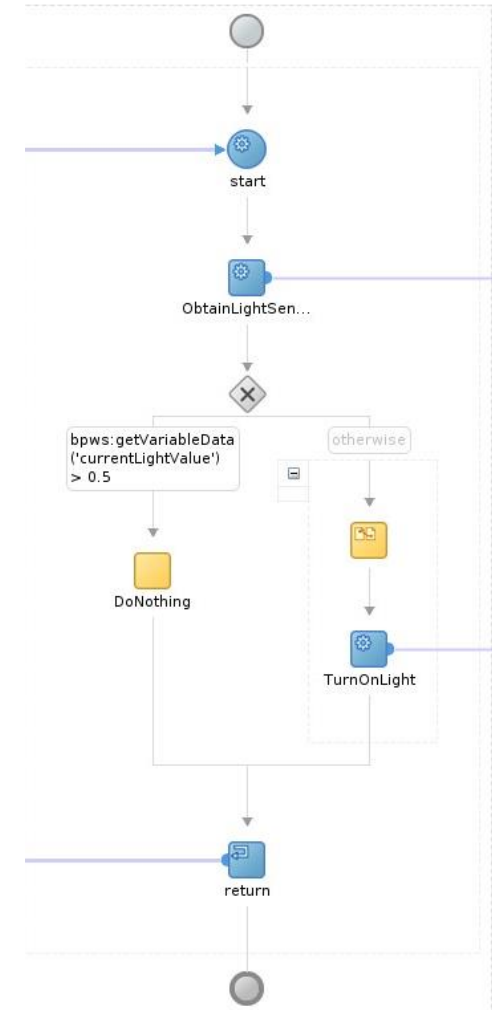 start
ObtainLightSen...
bpws:getVariableData
('currentLightValue')
> 0.5
otherwise
DoNothing
TurnOnLight
return